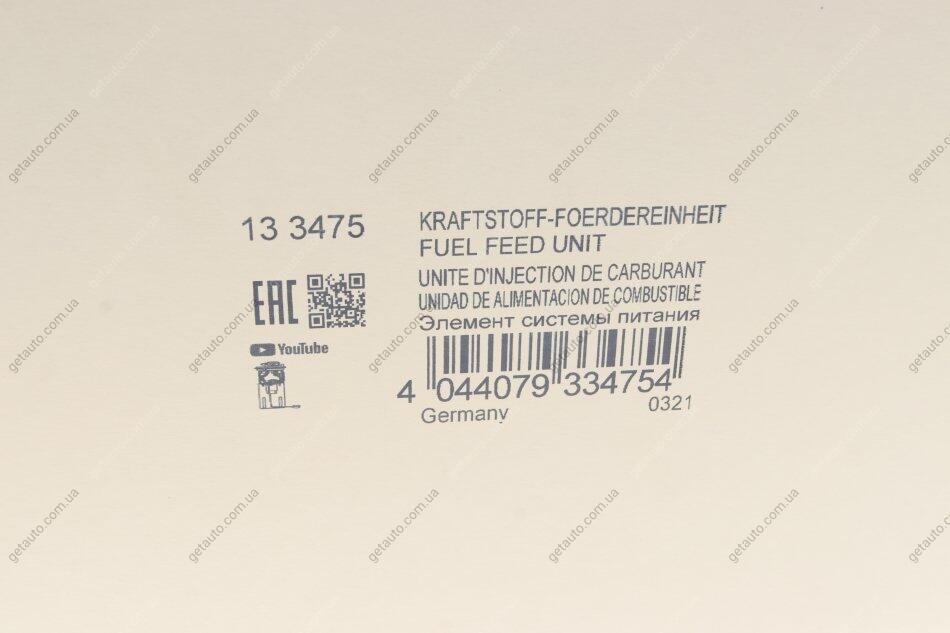 13 3475
KRAFTSTOFF-FOERDEREINHEIT
FUEL FEED UNIT
UNITE D'INJECTION DE CARBURANT
UNIDAD DE ALIMENTACION DE COMBUSTIBLE
Элемент системы питания
EAC
YouTube
4 044079 334754
Germany
0321
getauto.com.ua